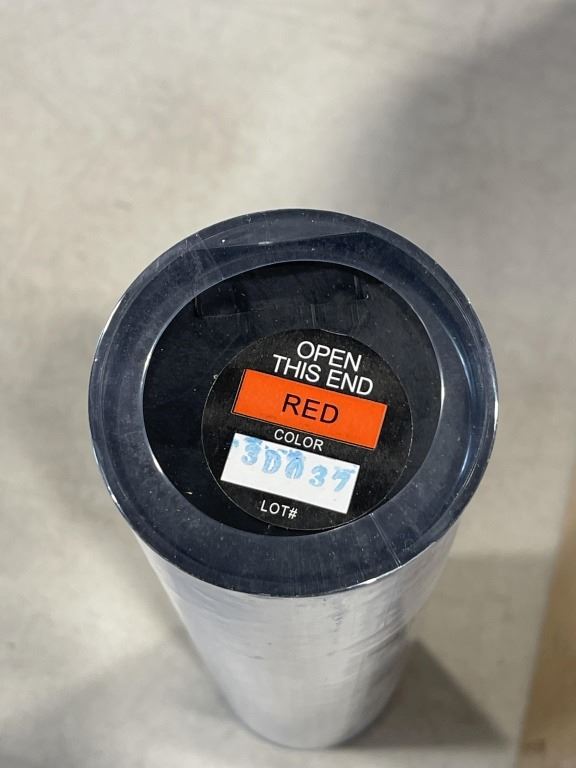 OPEN
THIS END
RED
COLOR
3D037
LOT#